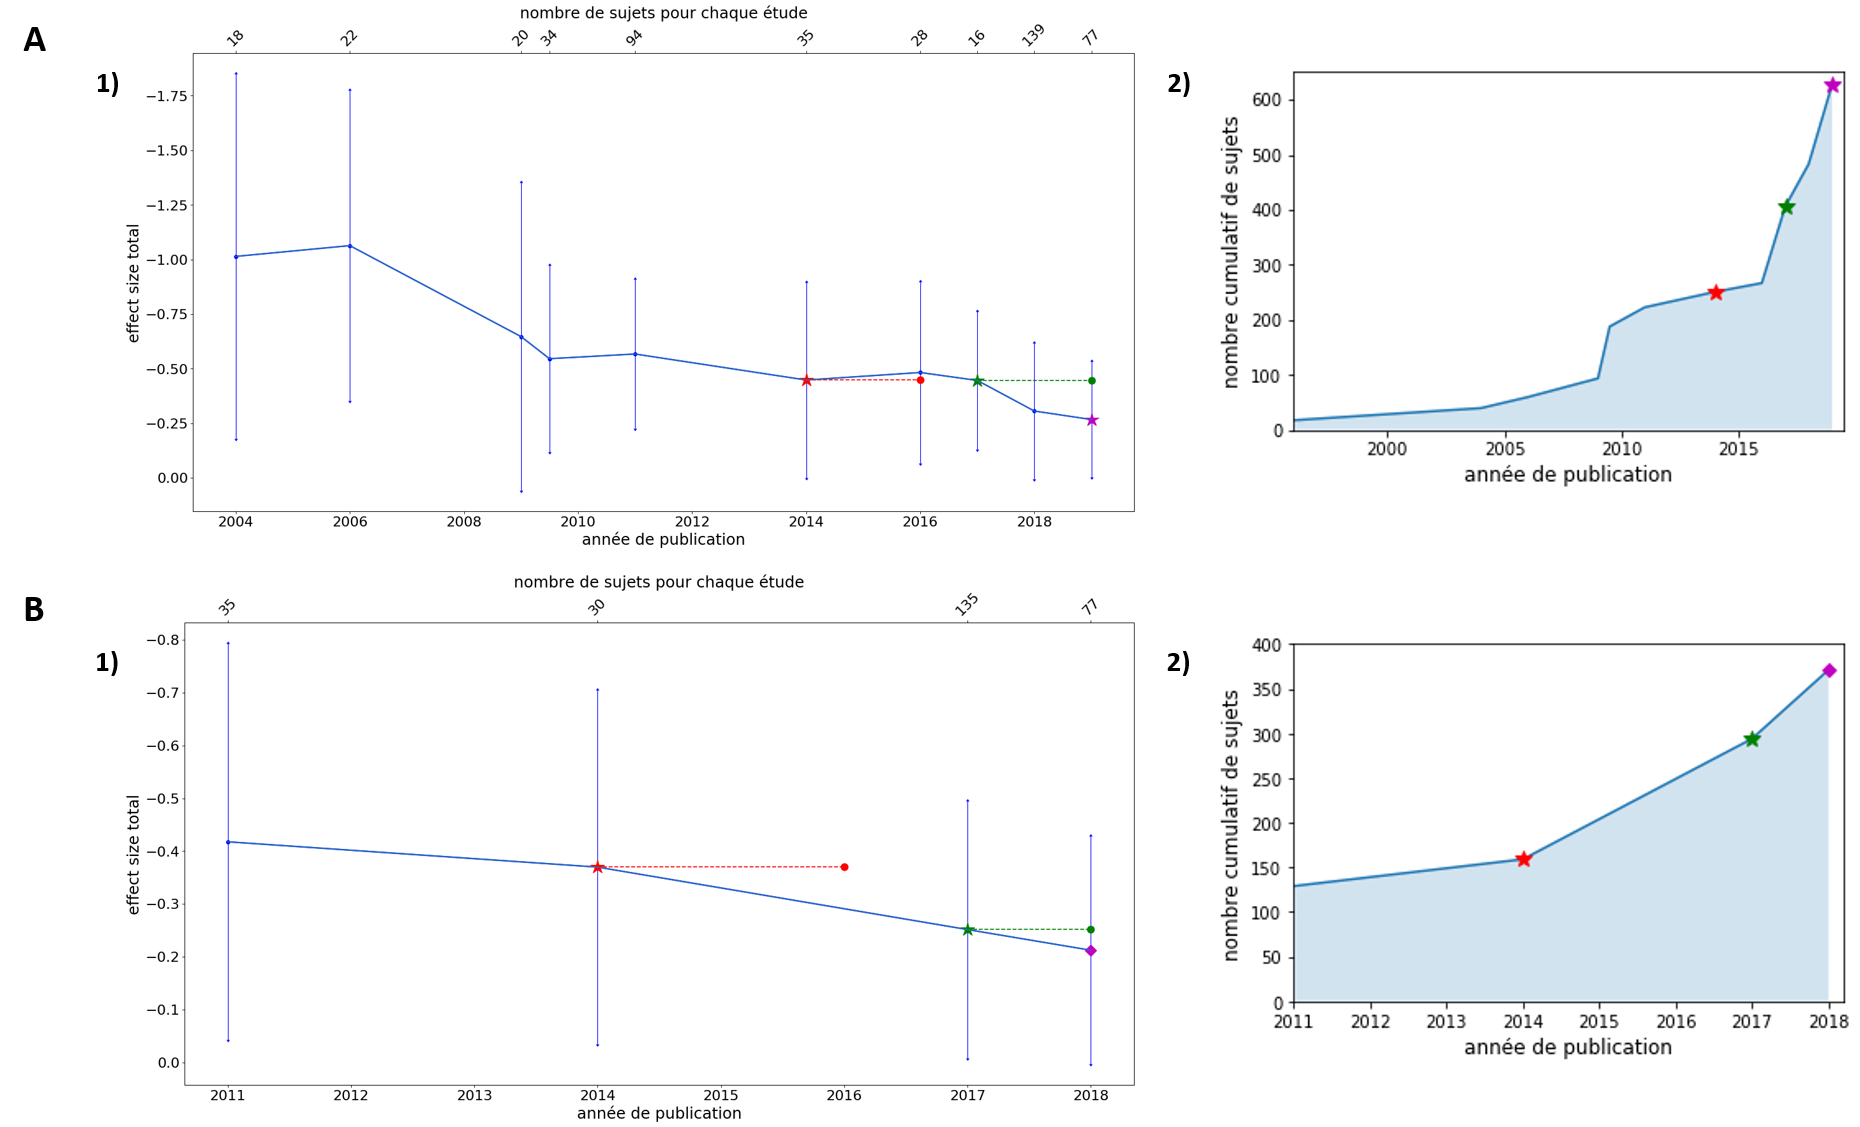 A
1)
nombre de sujets pour chaque étude
18 22 20 34 94 35 28 16 139 77
effect size total
−1.75
−1.50
−1.25
−1.00
−0.75
−0.50
−0.25
0.00
2004 2006 2008 2010 2012 2014 2016 2018
année de publication
2)
nombre cumulatif de sujets
600
500
400
300
200
100
0
2000 2005 2010 2015
année de publication
B
1)
nombre de sujets pour chaque étude
35 30 135 77
effect size total
−0.8
−0.7
−0.6
−0.5
−0.4
−0.3
−0.2
−0.1
0.0
2011 2012 2013 2014 2015 2016 2017 2018
année de publication
2)
nombre cumulatif de sujets
400
350
300
250
200
150
100
50
0
2011 2012 2013 2014 2015 2016 2017 2018
année de publication